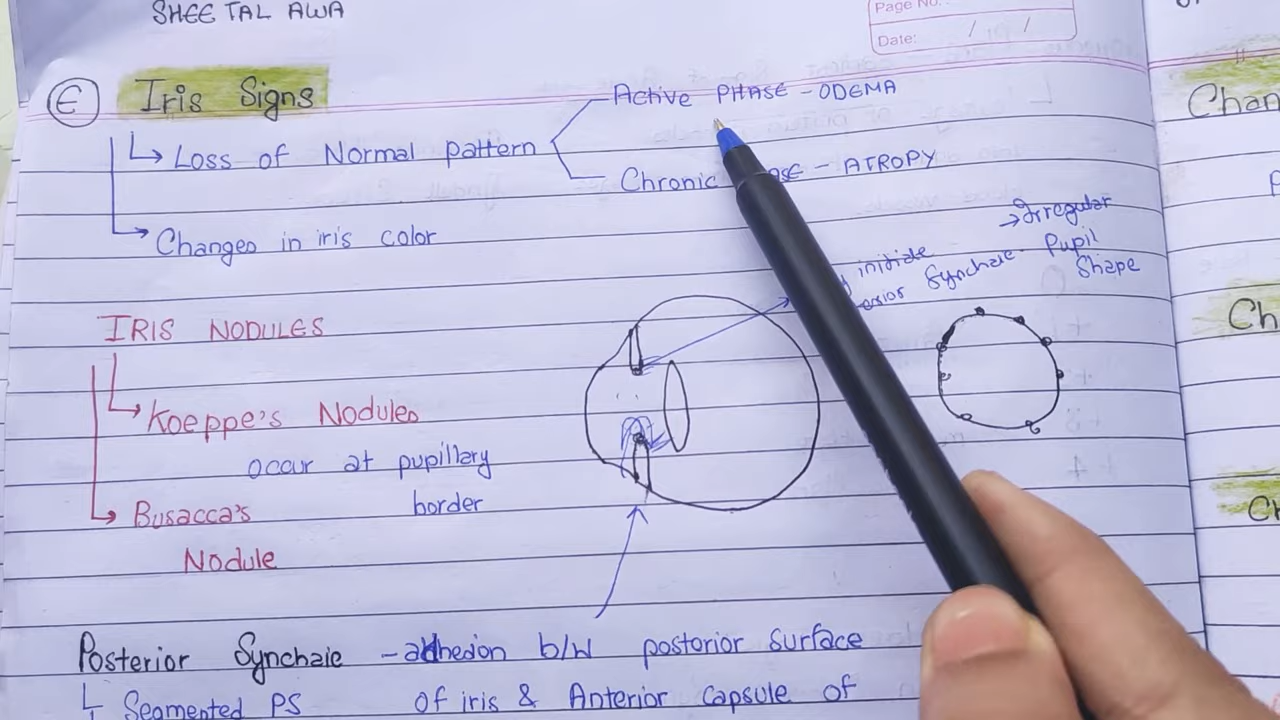 SHEETAL AWA
Page No.
Date: / /
E Iris Signs
Active PHASE - ODEMA
Loss of Normal pattern
Chronic - ATROPY
Changes in iris color
→ Irregular
Pupil
Shape
initiate
Synchaie
IRIS NODULES
Koeppe's Nodules
occur at pupillary
border
Busacca's
Nodule
Posterior Synchaie - adhesion b/w postorior surface
Segmented PS of iris & Anterior capsule of
Chan
Ch
+3
+4